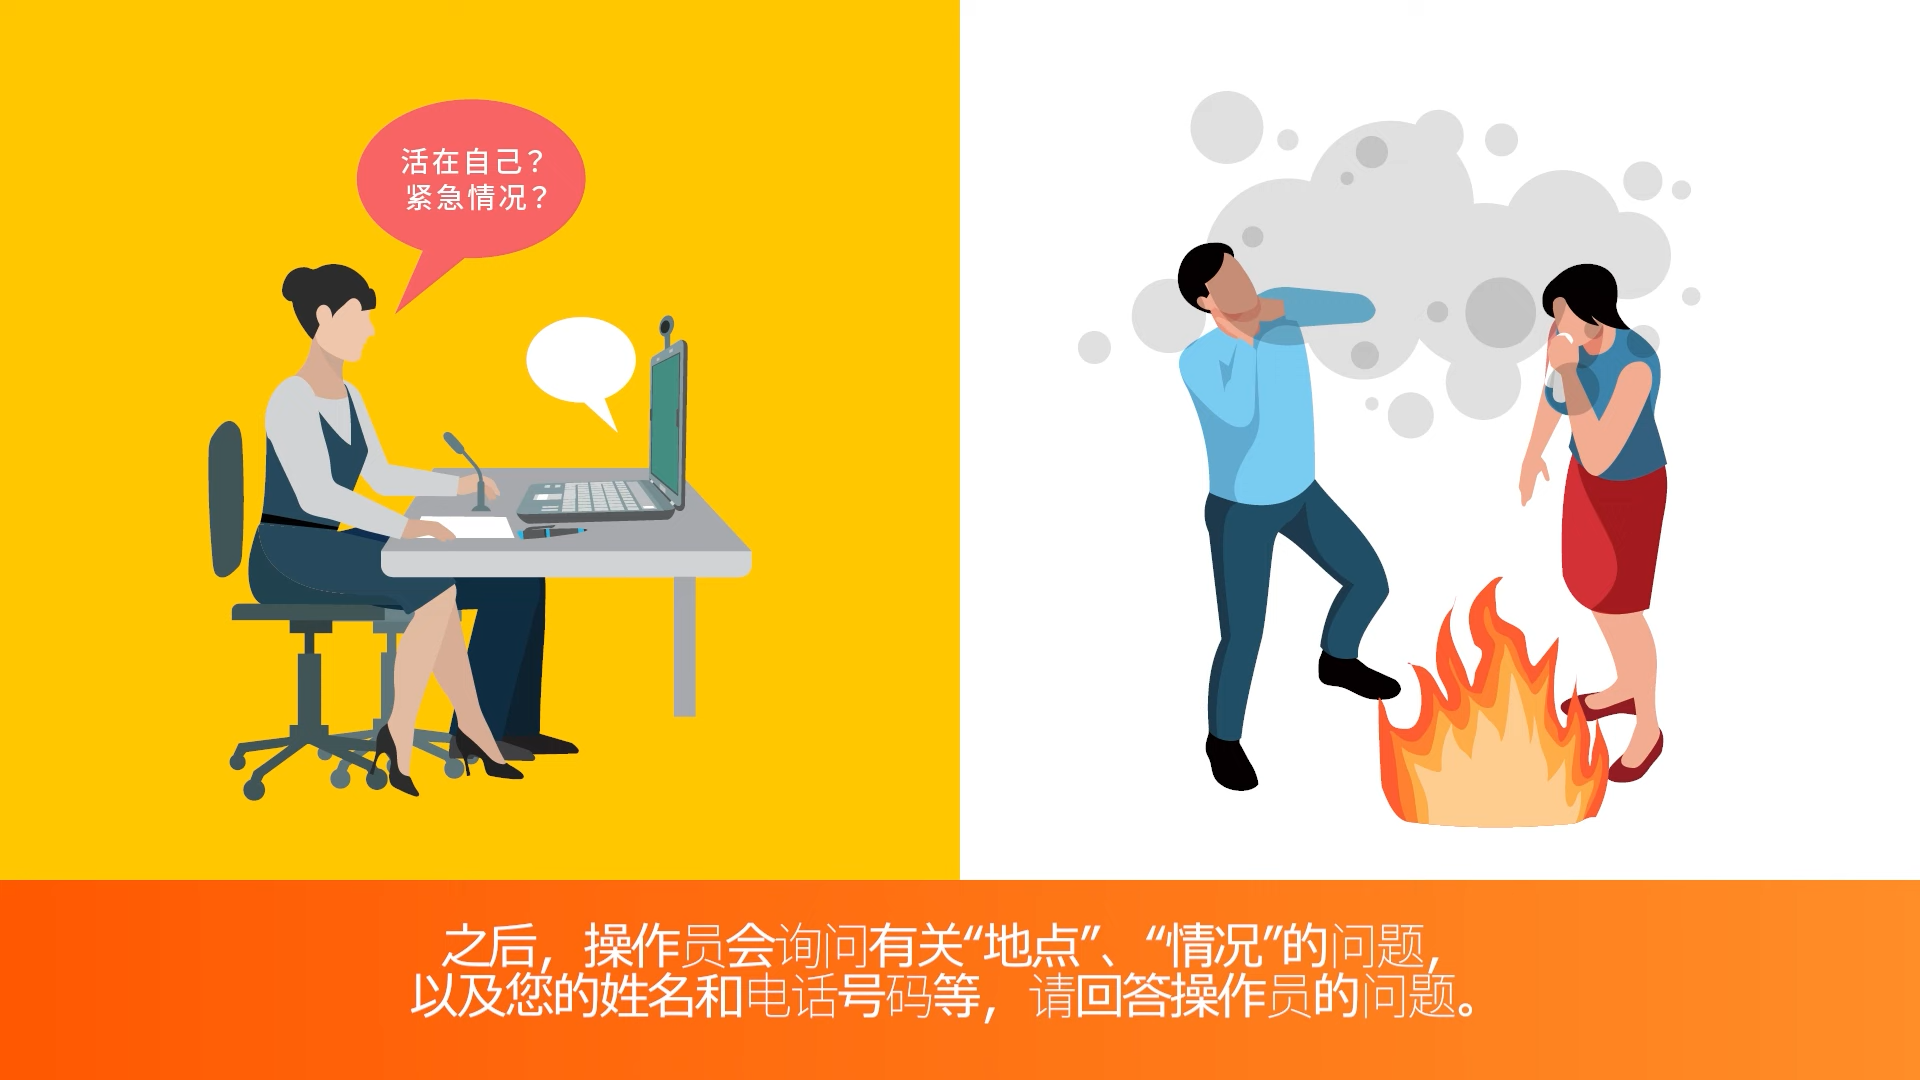 活在自己？
紧急情况？
之后，操作员会询问有关“地点”、“情况”的问题，
以及您的姓名和电话号码等，请回答操作员的问题。